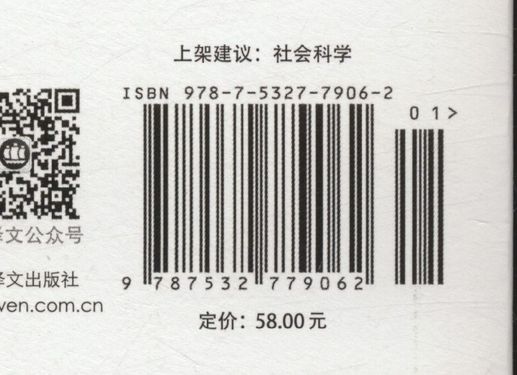 上架建议：社会科学
ISBN 978-7-5327-7906-2
01>
9 787532 779062
定价：58.00元
译文公众号
译文出版社
wen.com.cn